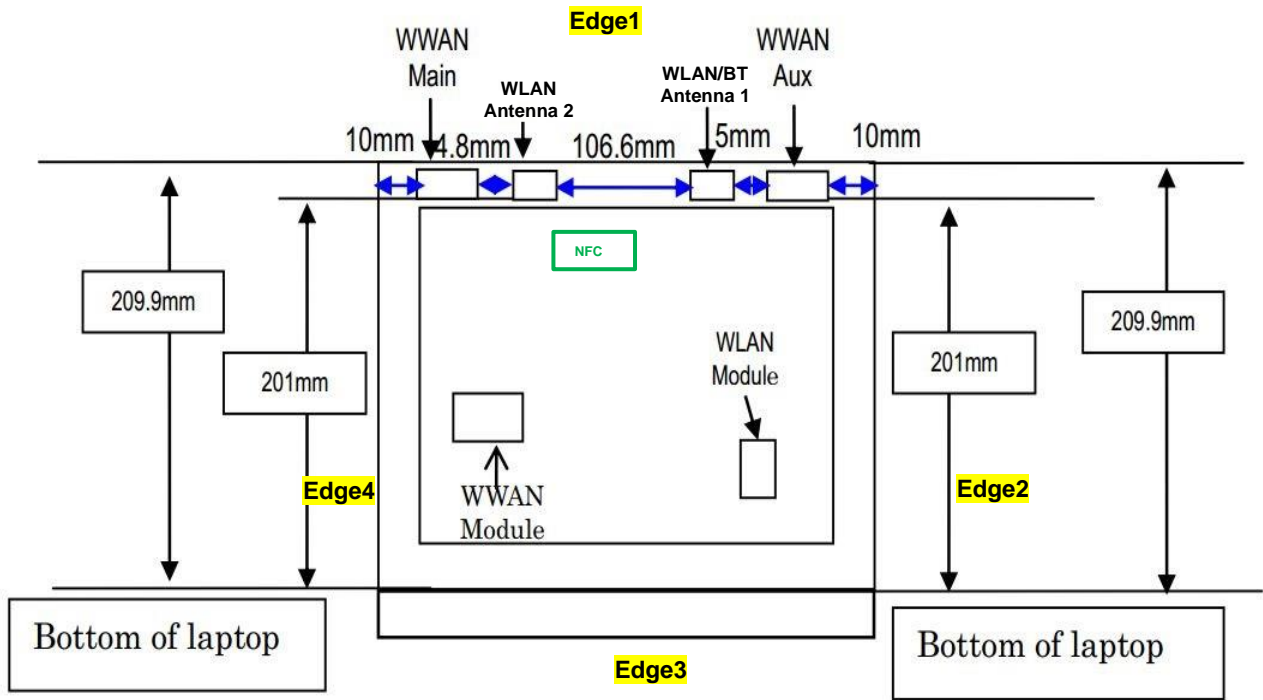 Edge1
WWAN
Main
WLAN
Antenna 2
WLAN/BT
Antenna 1
WWAN
Aux
10mm
4.8mm
106.6mm
5mm
10mm
NFC
209.9mm
201mm
WLAN
Module
201mm
209.9mm
Edge4
WWAN
Module
Edge2
Bottom of laptop
Bottom of laptop
Edge3